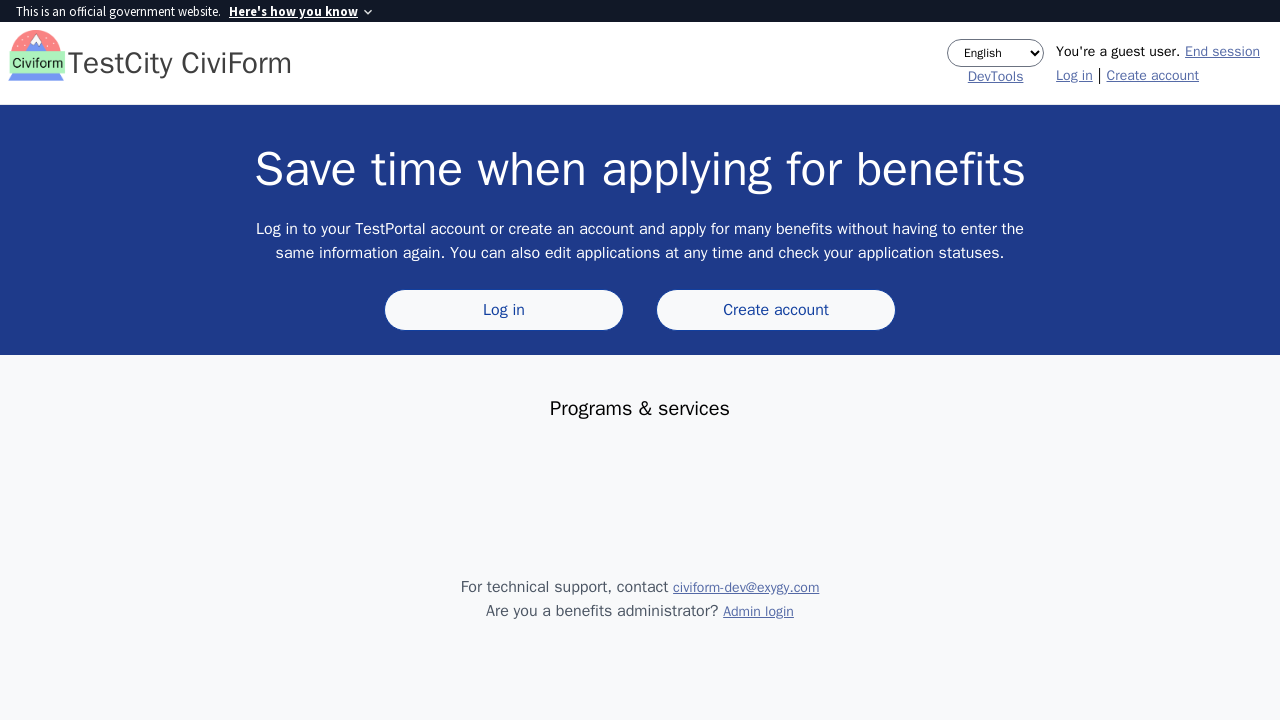 This is an official government website. Here's how you know
Civiform TestCity CiviForm
English
DevTools
You're a guest user. End session
Log in | Create account
Save time when applying for benefits
Log in to your TestPortal account or create an account and apply for many benefits without having to enter the
same information again. You can also edit applications at any time and check your application statuses.
Log in
Create account
Programs & services
For technical support, contact civiform-dev@exygy.com
Are you a benefits administrator? Admin login